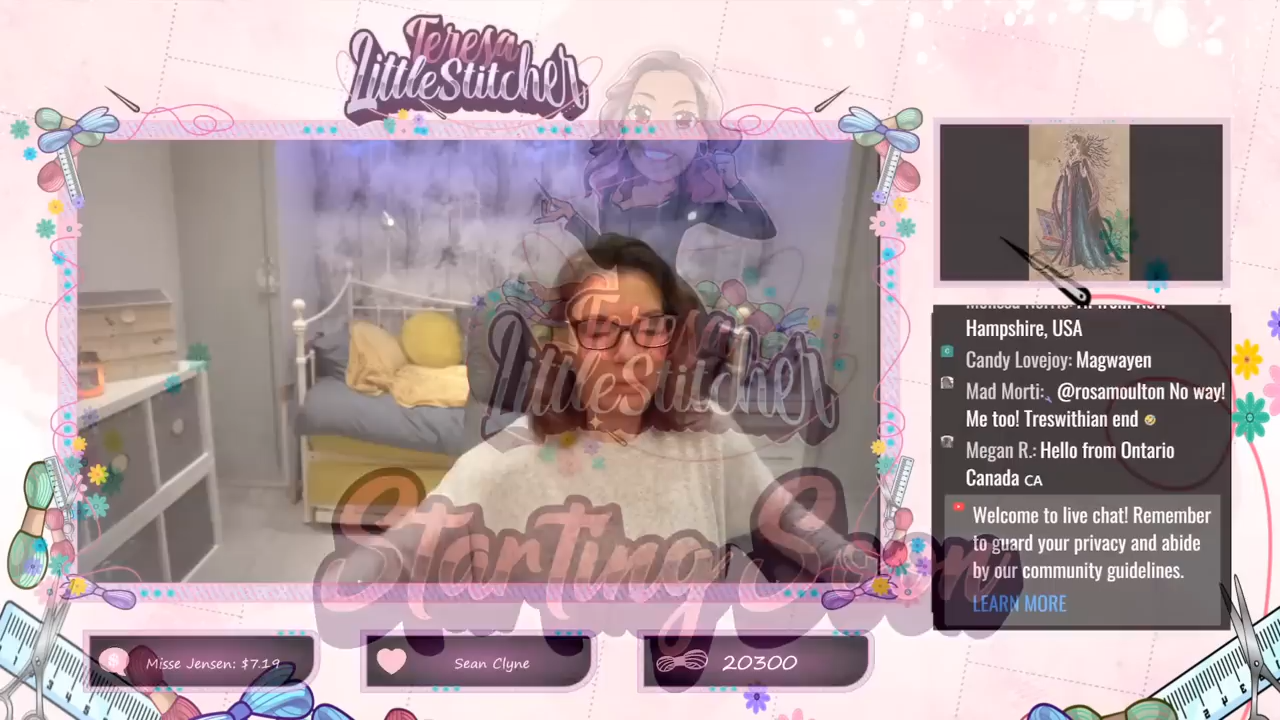 Teresa
LittleStitcher
Teresa
LittleStitcher
Starting Soon
Hampshire, USA
Candy Lovejoy: Magwayen
Mad Morti: @rosamoulton No way!
Me too! Treswithian end
Megan R.: Hello from Ontario
Canada CA
Welcome to live chat! Remember
to guard your privacy and abide
by our community guidelines.
LEARN MORE
Misse Jensen: $7.19
Sean Clyne
20300